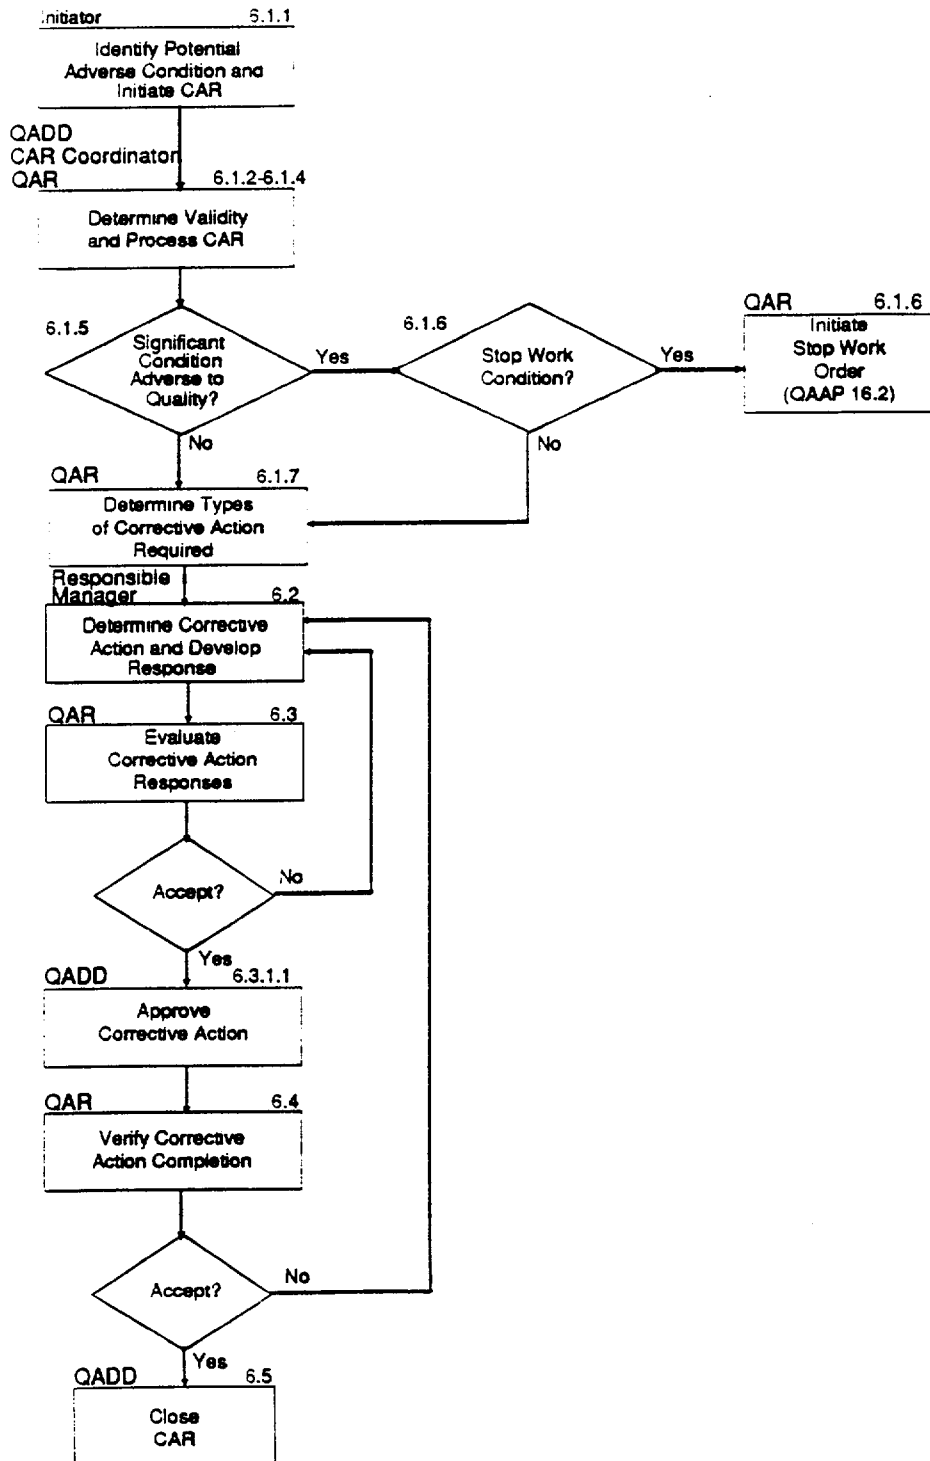 Initiator 6.1.1
Identify Potential
Adverse Condition and
Initiate CAR
QADD
CAR Coordinator
QAR 6.1.2-6.1.4
Determine Validity
and Process CAR
6.1.5
Significant
Condition
Adverse to
Quality?
Yes
No
6.1.6
Stop Work
Condition?
Yes
No
QAR 6.1.6
Initiate
Stop Work
Order
(QAAP 16.2)
QAR 6.1.7
Determine Types
of Corrective Action
Required
Responsible
Manager 6.2
Determine Corrective
Action and Develop
Response
QAR 6.3
Evaluate
Corrective Action
Responses
Accept?
No
Yes
QADD 6.3.1.1
Approve
Corrective Action
QAR 6.4
Verify Corrective
Action Completion
Accept?
No
Yes
QADD 6.5
Close
CAR